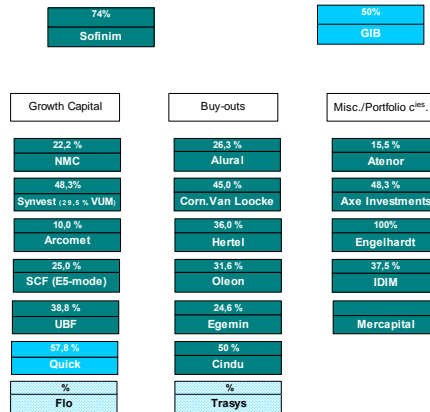 74%
Sofinim
50%
GIB
Growth Capital
Buy-outs
Misc./Portfolio cies.
22,2 %
NMC
48,3%
Synvest (29,5 % VUM)
10,0 %
Arcomet
25,0 %
SCF (E5-mode)
38,8 %
UBF
57,8 %
Quick
%
Flo
26,3 %
Alural
45,0 %
Corn.Van Loocke
36,0 %
Hertel
31,6 %
Oleon
24,6 %
Egemin
50 %
Cindu
%
Trasys
15,5 %
Atenor
48,3 %
Axe Investments
100%
Engelhardt
37,5 %
IDIM
Mercapital